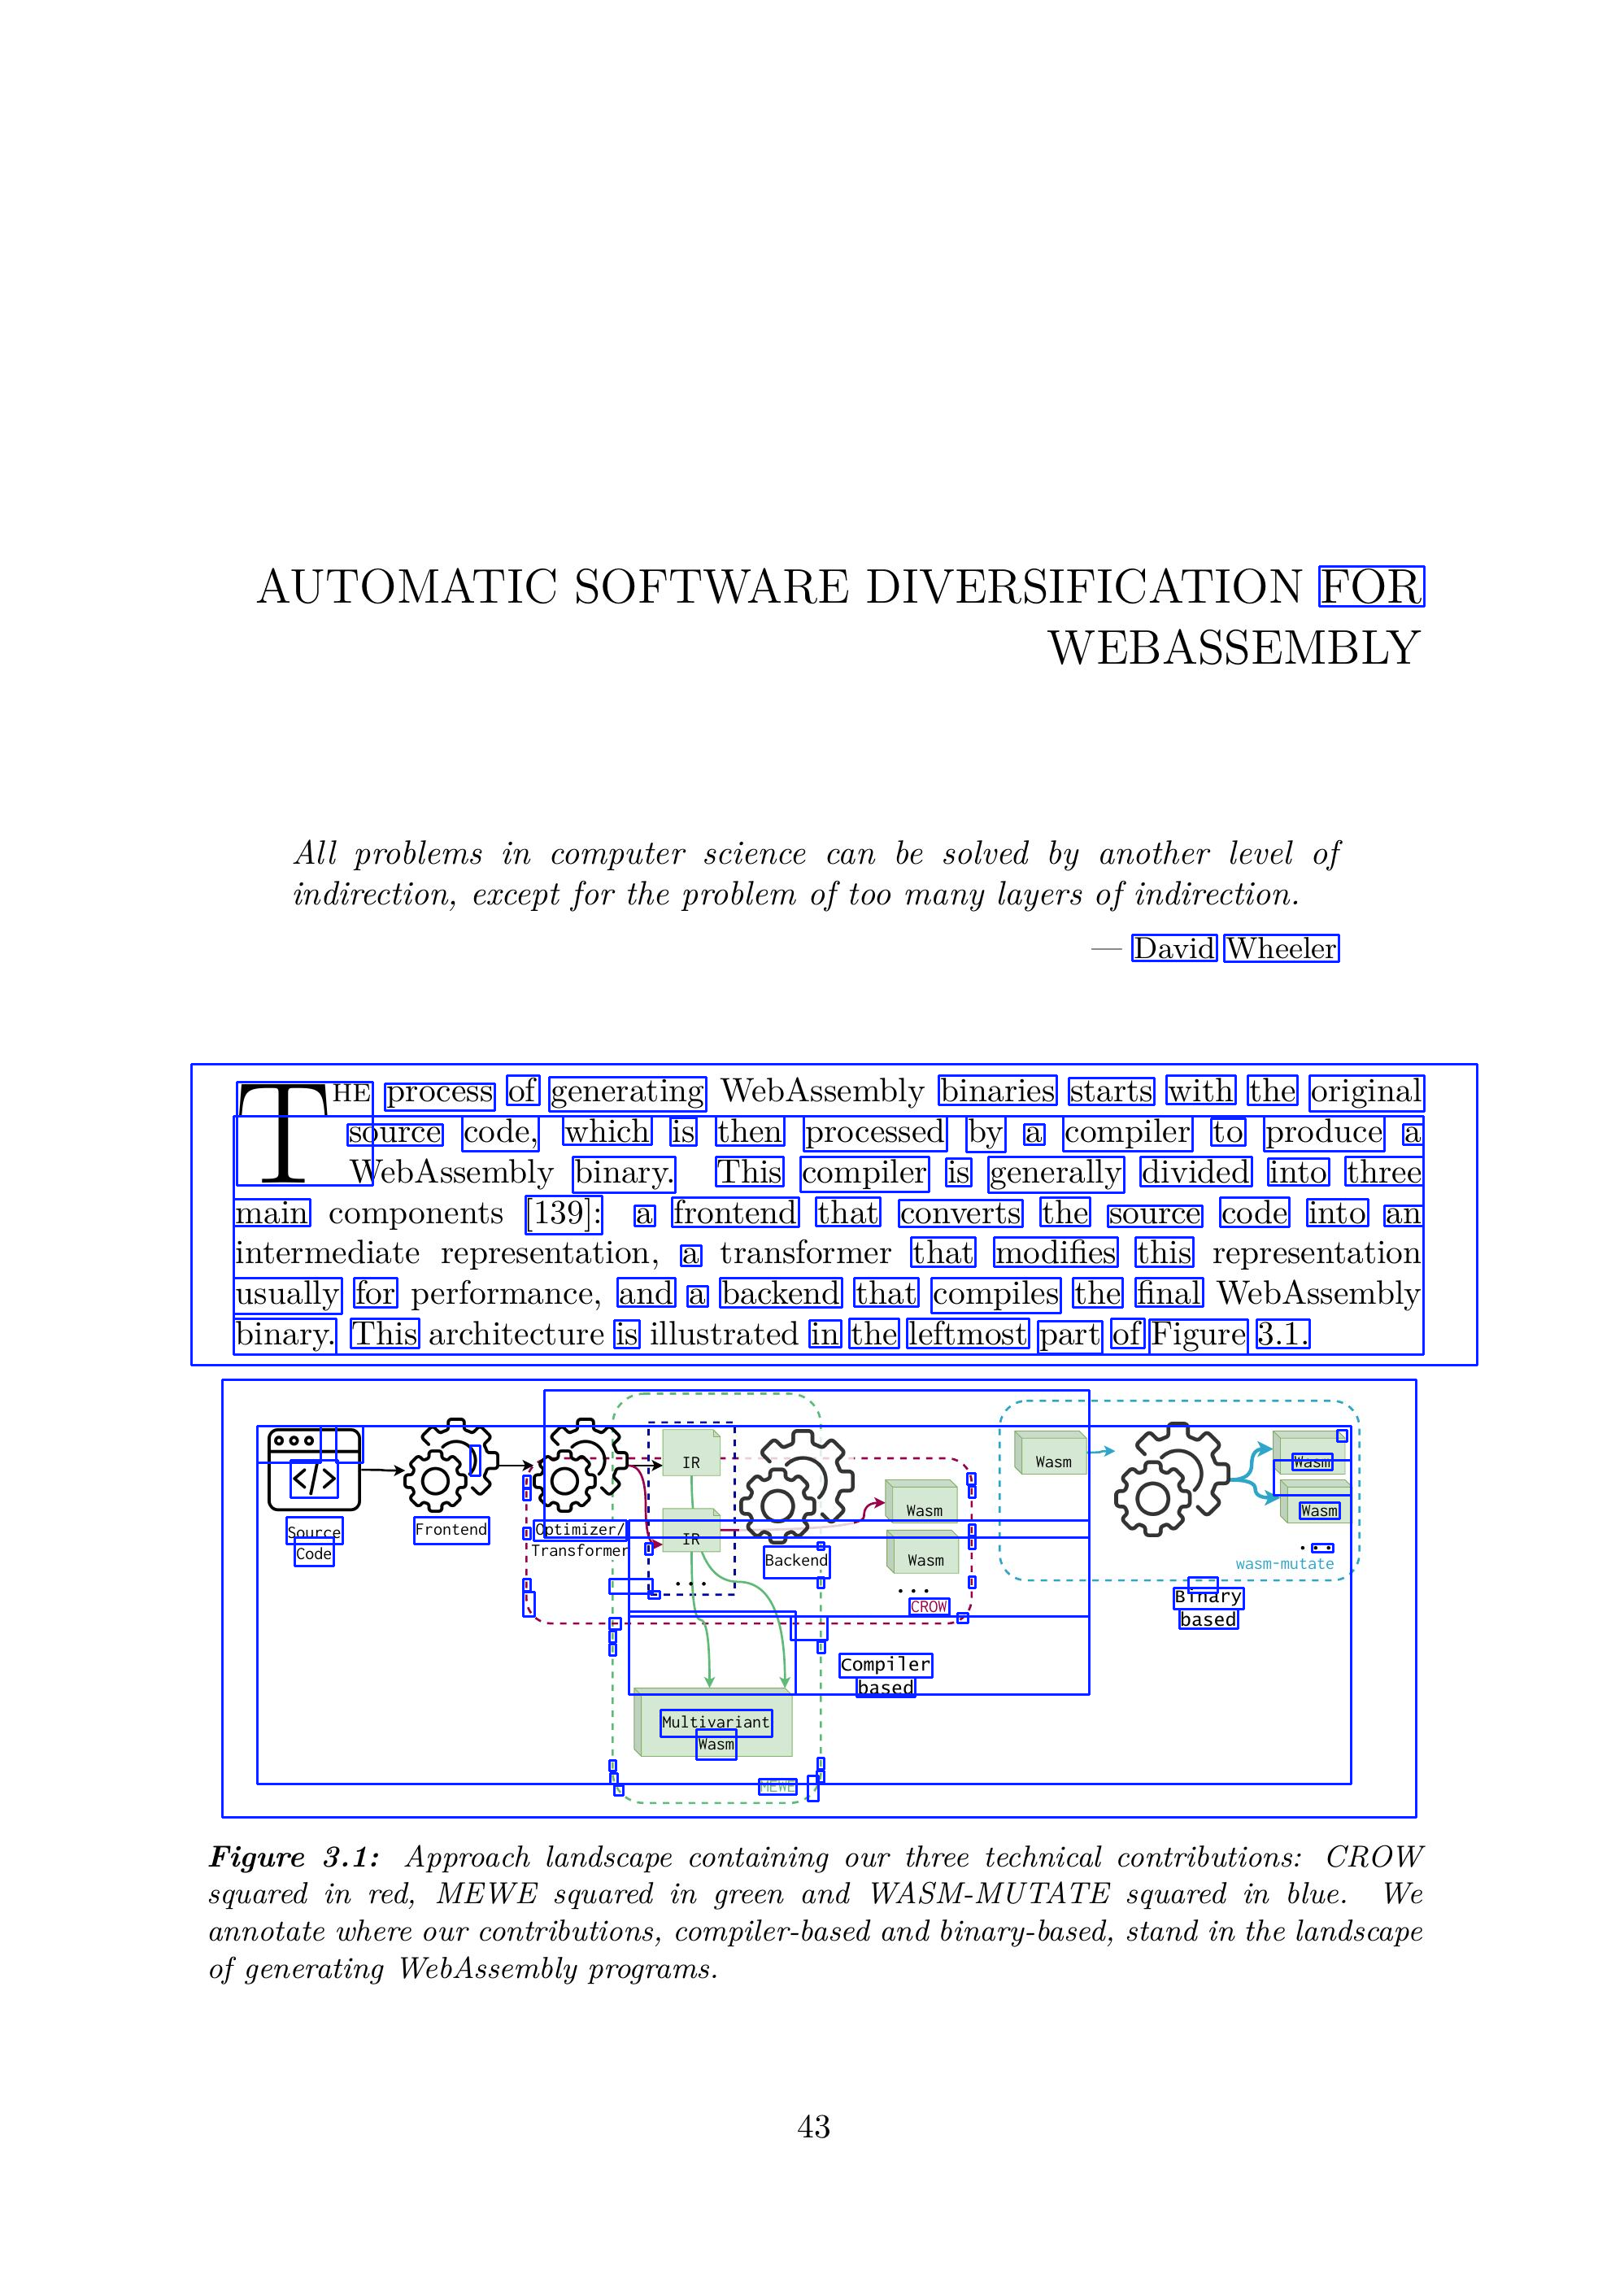 AUTOMATIC SOFTWARE DIVERSIFICATION FOR
WEBASSEMBLY
All problems in computer science can be solved by another level of
indirection, except for the problem of too many layers of indirection.
— David Wheeler
THE process of generating WebAssembly binaries starts with the original
source code, which is then processed by a compiler to produce a
WebAssembly binary. This compiler is generally divided into three
main components [139]: a frontend that converts the source code into an
intermediate representation, a transformer that modifies this representation
usually for performance, and a backend that compiles the final WebAssembly
binary. This architecture is illustrated in the leftmost part of Figure 3.1.
</>
Source
Code
Frontend
Optimizer/
Transformer
IR
IR
...
Backend
Wasm
Wasm
...
CROW
Compiler
based
Multivariant
Wasm
MEWE
Wasm
Wasm
Wasm
...
wasm-mutate
Binary
based
Figure 3.1: Approach landscape containing our three technical contributions: CROW
squared in red, MEWE squared in green and WASM-MUTATE squared in blue. We
annotate where our contributions, compiler-based and binary-based, stand in the landscape
of generating WebAssembly programs.
43